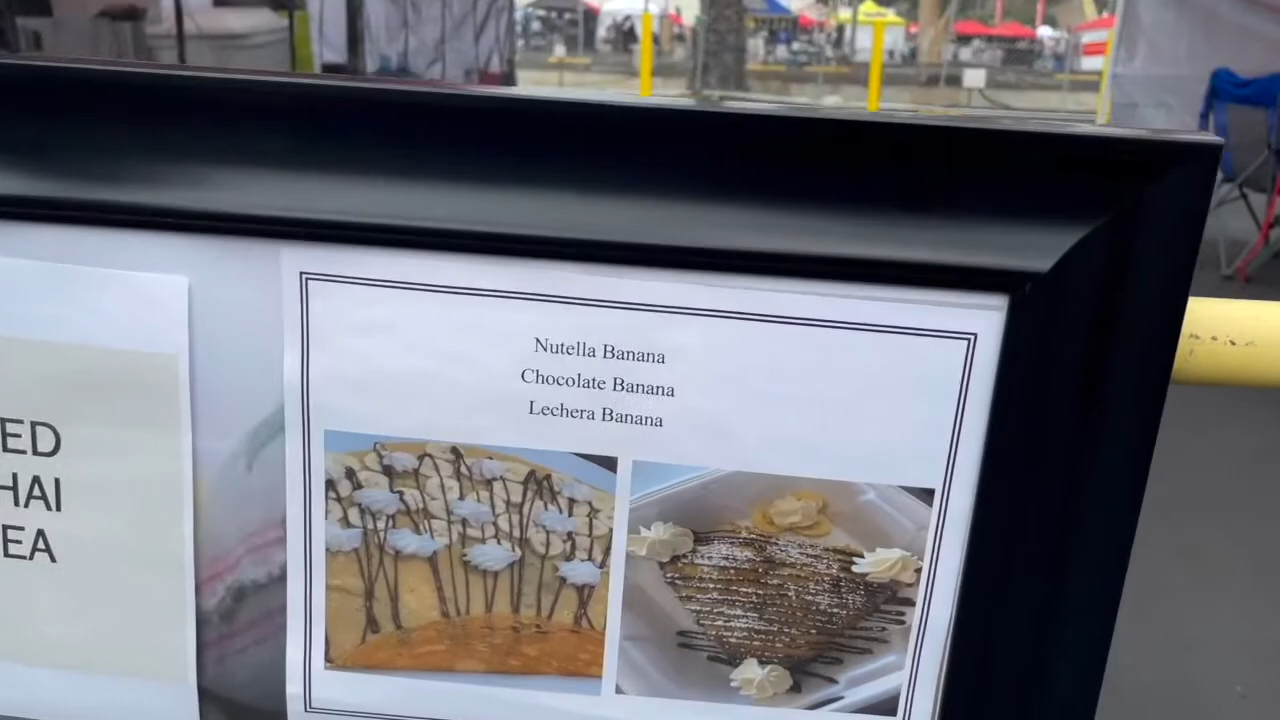 ED
HAI
EA
Nutella Banana
Chocolate Banana
Lechera Banana